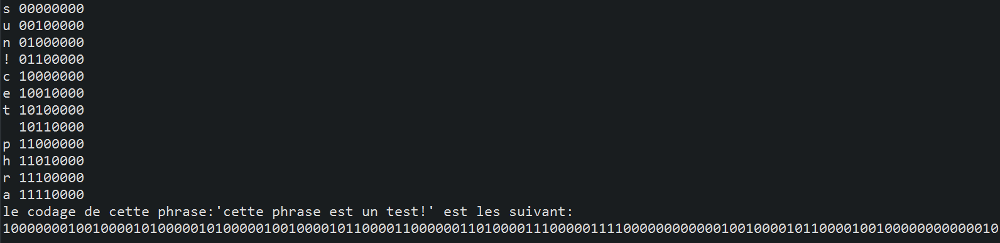 s 00000000
u 00100000
n 01000000
! 01100000
c 10000000
e 10010000
t 10100000
  10110000
p 11000000
h 11010000
r 11100000
a 11110000
le codage de cette phrase:'cette phrase est un test!' est les suivant:
10000000100100001010000010100000100100001011000011000000110100001110000011110000000000001001000010110000100100000000000010